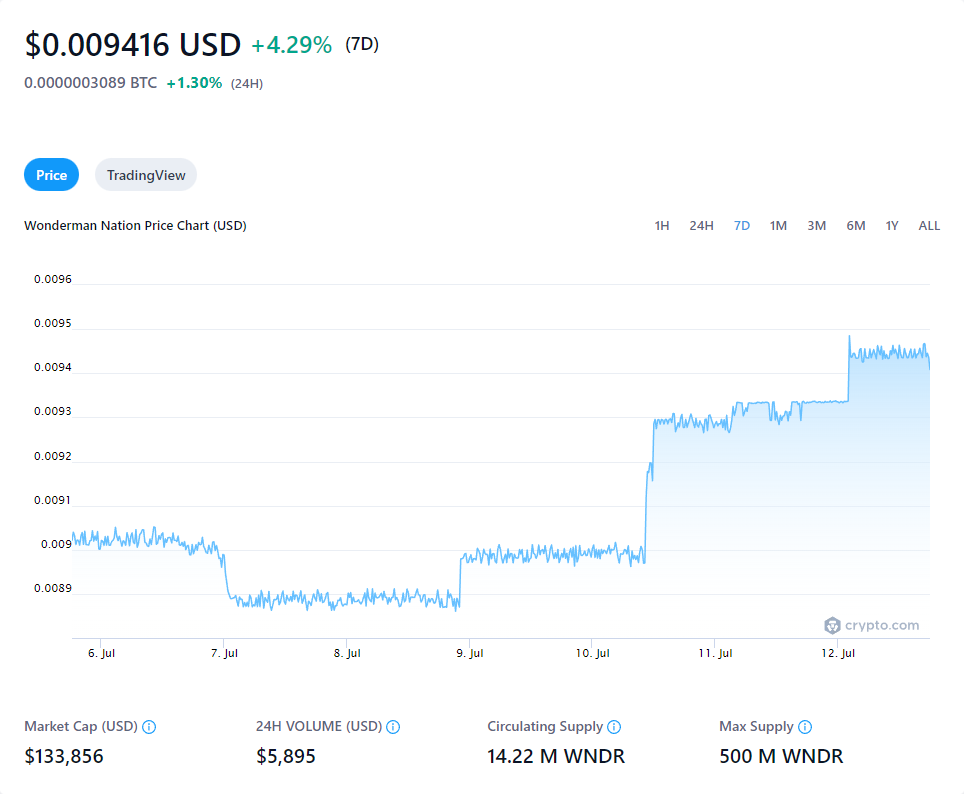 $0.009416 USD +4.29% (7D)
0.0000003089 BTC +1.30% (24H)
Price TradingView
Wonderman Nation Price Chart (USD) 1H 24H 7D 1M 3M 6M 1Y ALL
0.0096
0.0095
0.0094
0.0093
0.0092
0.0091
0.009
0.0089
crypto.com
6. Jul 7. Jul 8. Jul 9. Jul 10. Jul 11. Jul 12. Jul
Market Cap (USD) 24H VOLUME (USD) Circulating Supply Max Supply
$133,856 $5,895 14.22 M WNDR 500 M WNDR